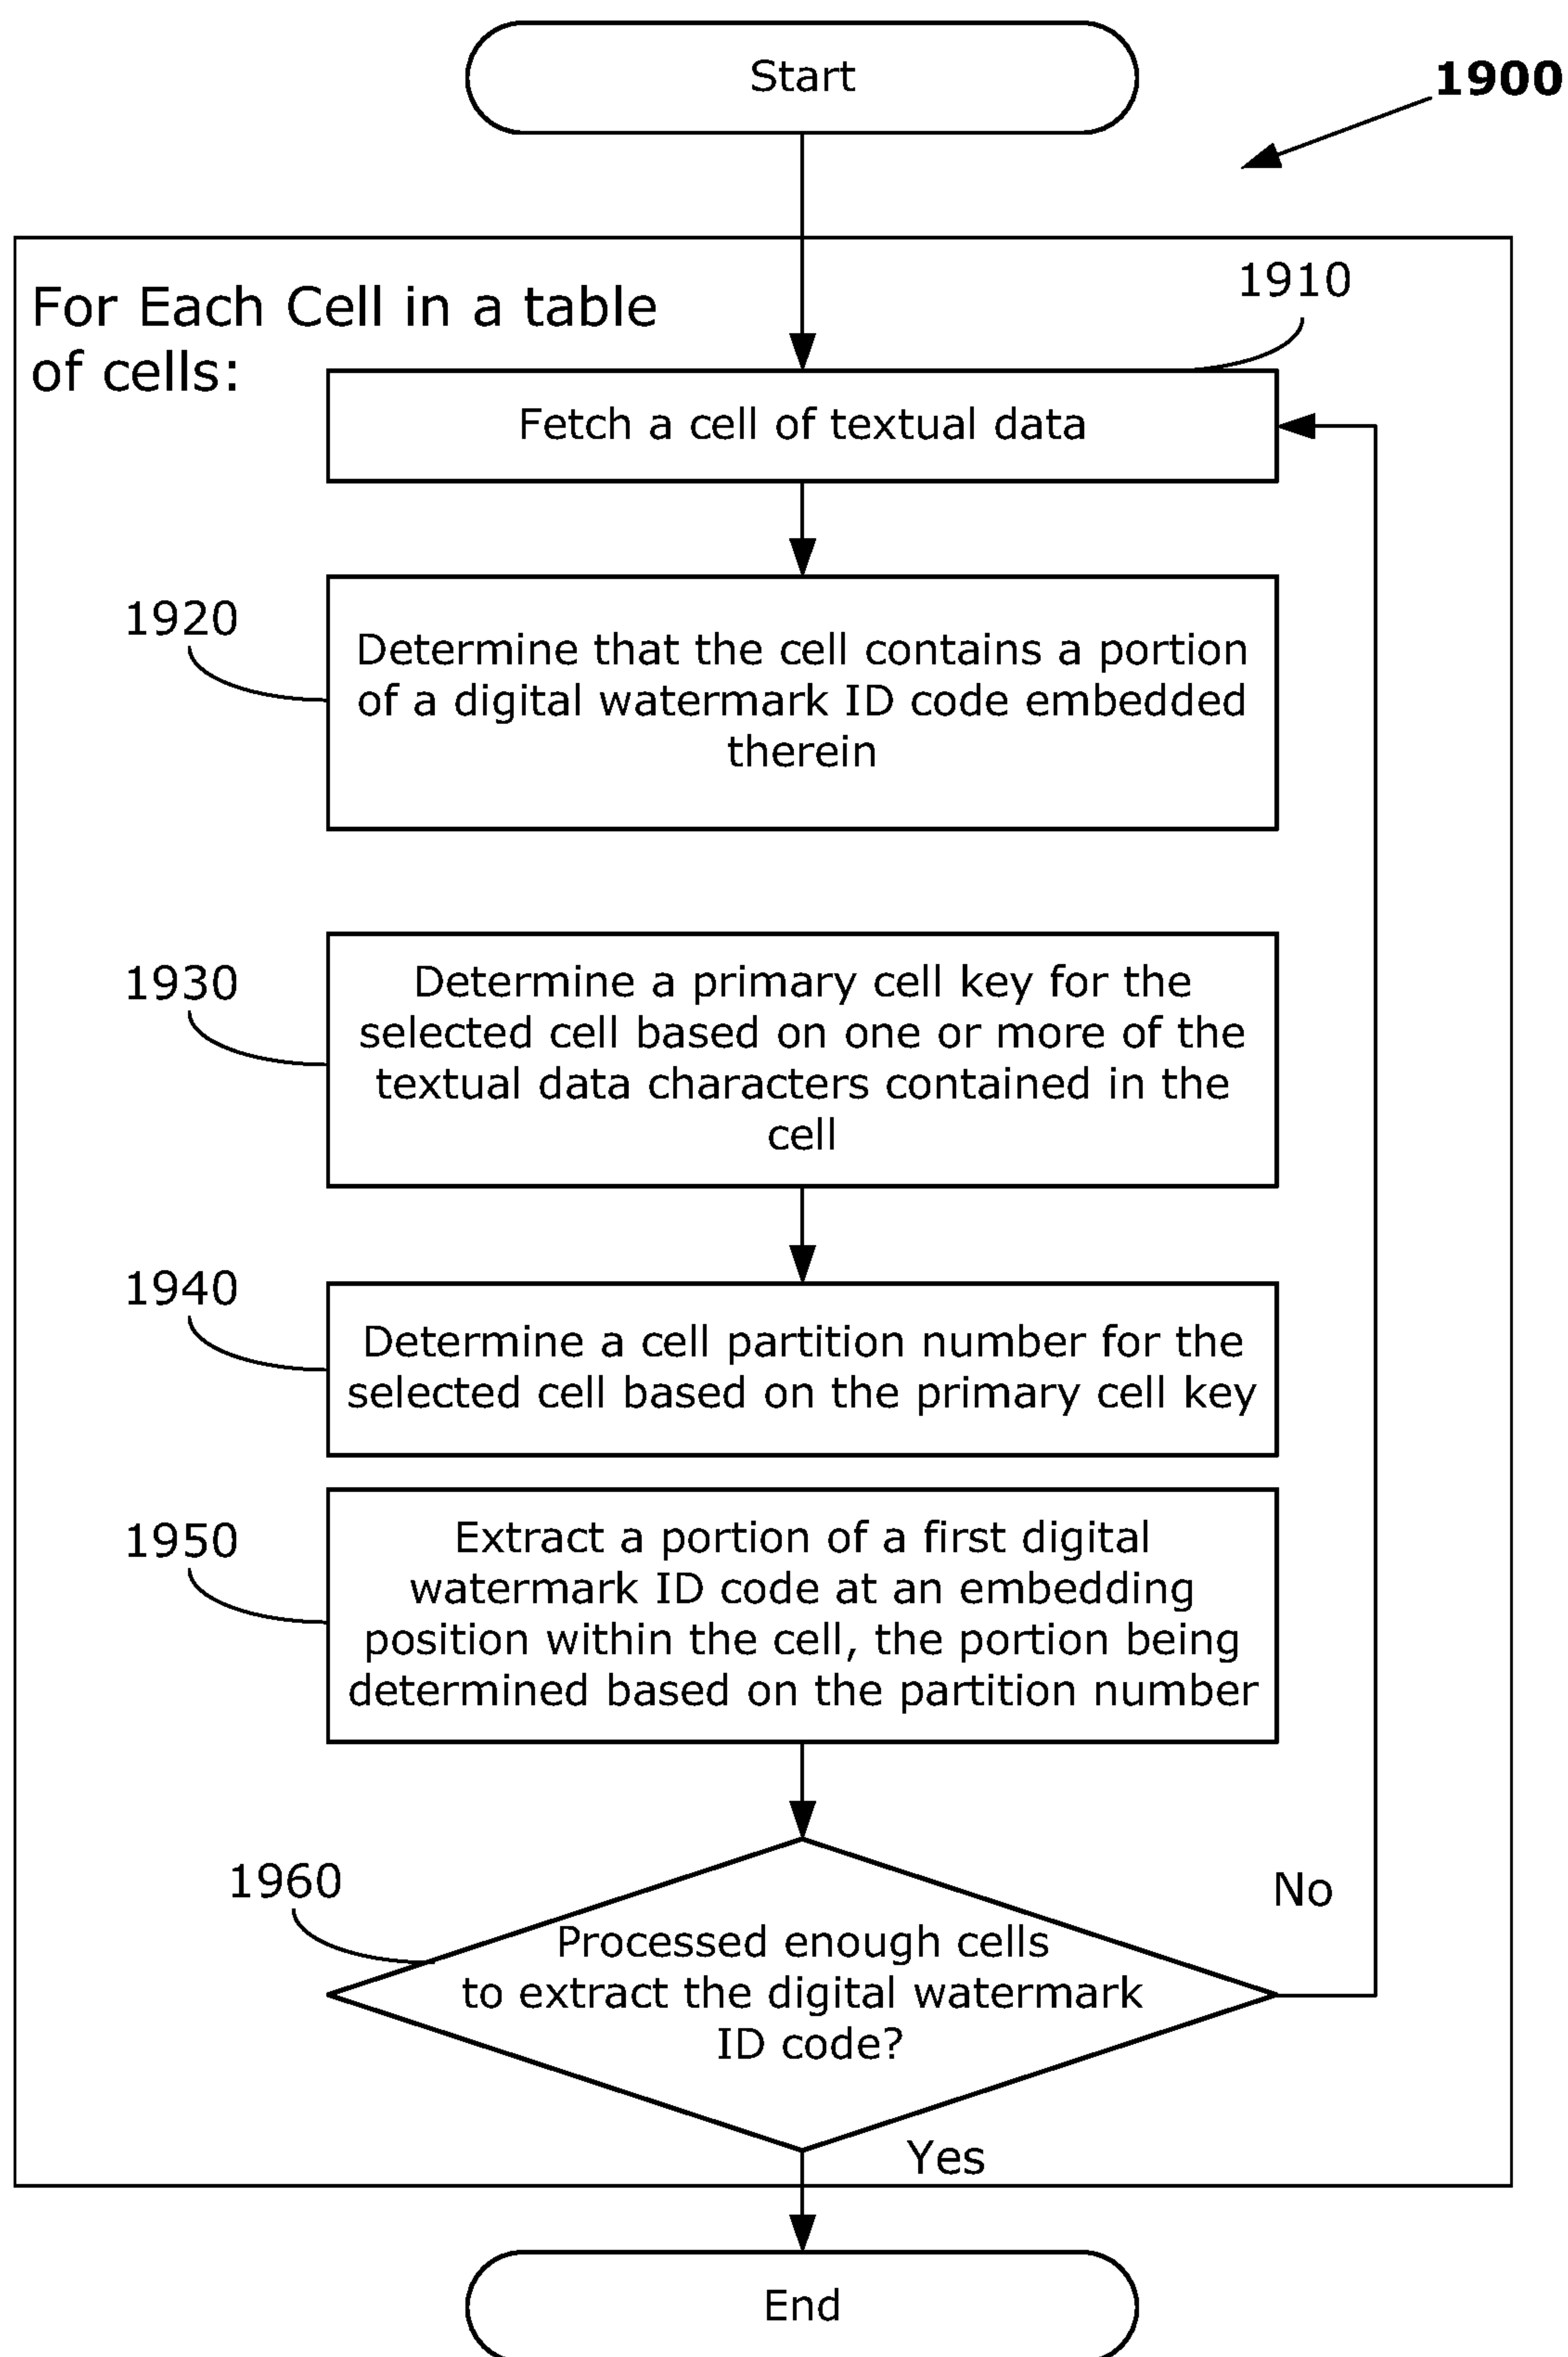 Start
1900
For Each Cell in a table
of cells:
1910
Fetch a cell of textual data
1920
Determine that the cell contains a portion
of a digital watermark ID code embedded
therein
1930
Determine a primary cell key for the
selected cell based on one or more of the
textual data characters contained in the
cell
1940
Determine a cell partition number for the
selected cell based on the primary cell key
1950
Extract a portion of a first digital
watermark ID code at an embedding
position within the cell, the portion being
determined based on the partition number
1960
No
Processed enough cells
to extract the digital watermark
ID code?
Yes
End